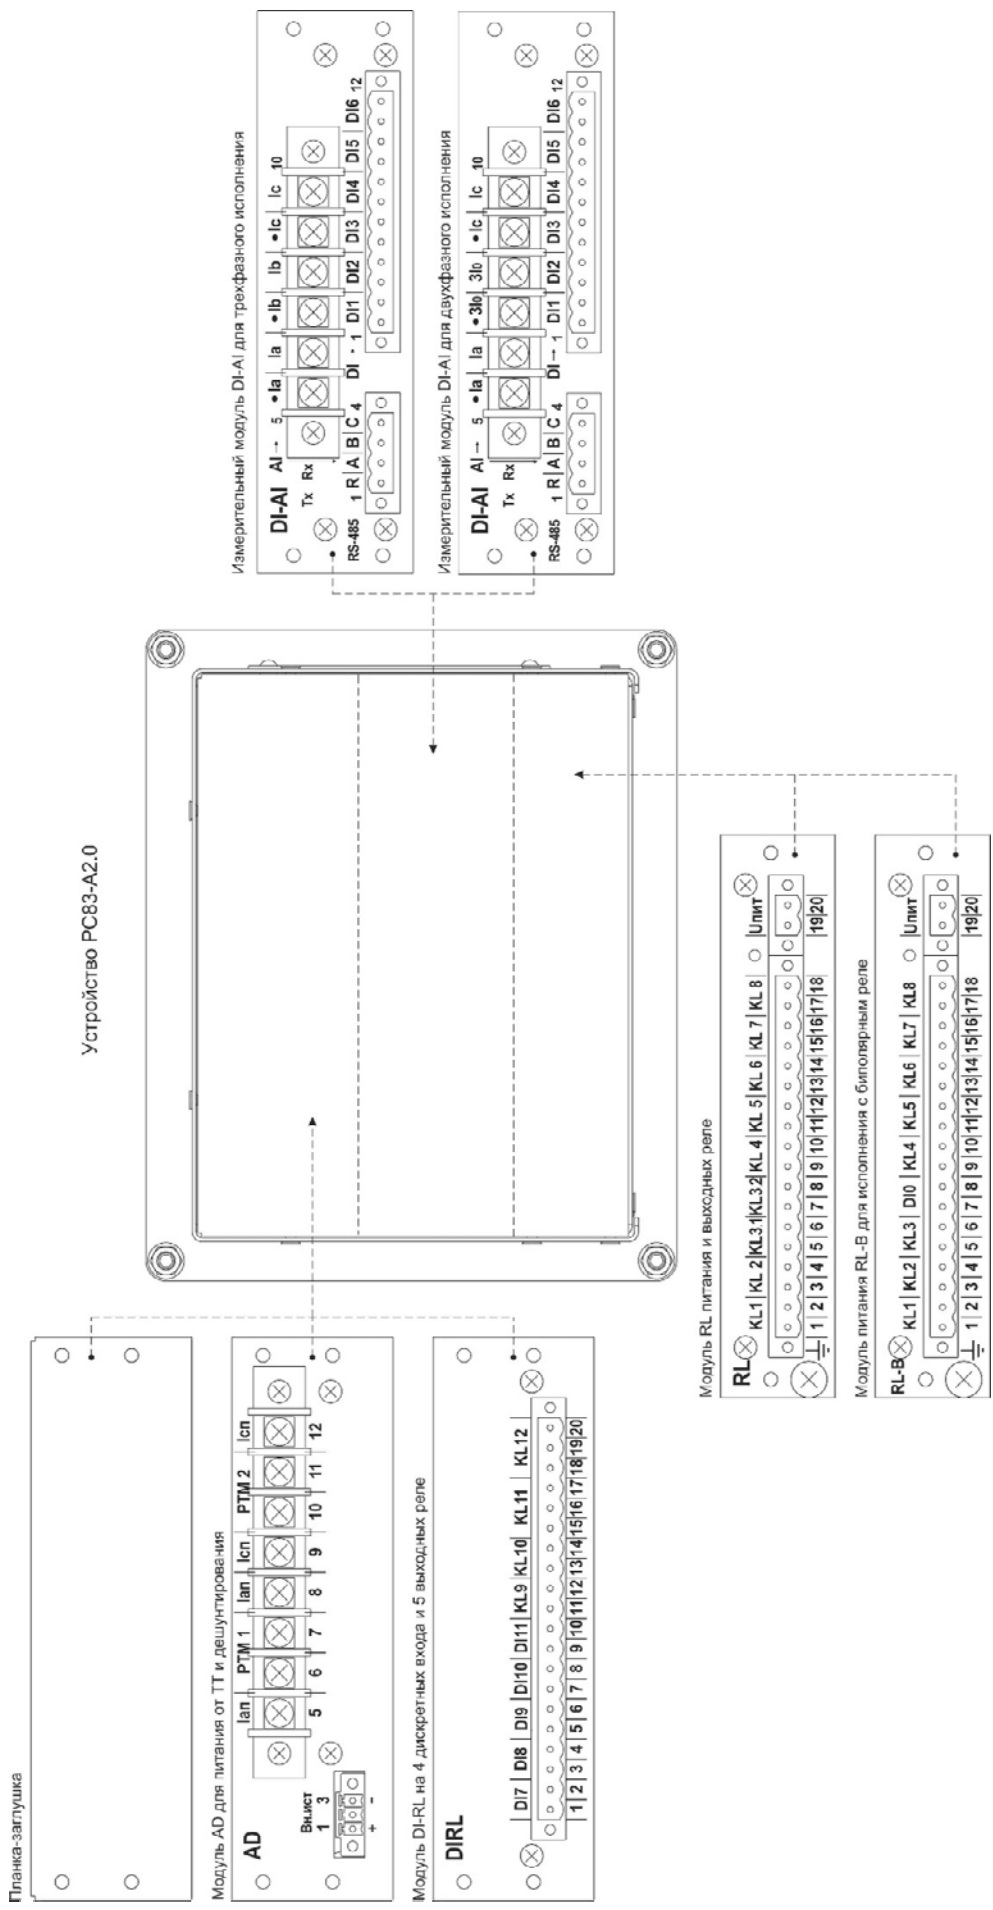 Планка-заглушка
Устройство РС83-А2.0
Модуль AD для питания от ТТ и дешунтирования
AD
Вн.ист
1 3
+ -
Ian PTM 1 Ian Icn PTM 2 Icn
5 6 7 8 9 10 11 12
Модуль DI-RL на 4 дискретных входа и 5 выходных реле
DIRL
DI7 | DI8 | DI9 | DI10 | DI11 | KL9 | KL10 | KL11 | KL12
1|2|3|4|5|6|7|8|9|10|11|12|13|14|15|16|17|18|19|20
Измерительный модуль DI-AI для трехфазного исполнения
DI-AI
AI → 5 •Ia Ia •Ib Ib •Ic Ic 10
Tx Rx
RS-485
1 R|A|B|C 4
DI → 1 DI1 DI2 DI3 DI4 DI5 DI6 12
Измерительный модуль DI-AI для двухфазного исполнения
DI-AI
AI → 5 •Ia Ia •3I0 3I0 •Ic Ic 10
Tx Rx
RS-485
1 R|A|B|C 4
DI → 1 DI1 DI2 DI3 DI4 DI5 DI6 12
Модуль RL питания и выходных реле
RL
KL1|KL 2|KL3.1|KL3.2|KL 4|KL 5|KL 6|KL 7|KL 8 Uпит
1|2|3|4|5|6|7|8|9|10|11|12|13|14|15|16|17|18 19|20
Модуль питания RL-B для исполнения с биполярным реле
RL-B
KL1|KL2|KL3|DI0|KL4|KL5|KL6|KL7|KL8 Uпит
1|2|3|4|5|6|7|8|9|10|11|12|13|14|15|16|17|18 19|20